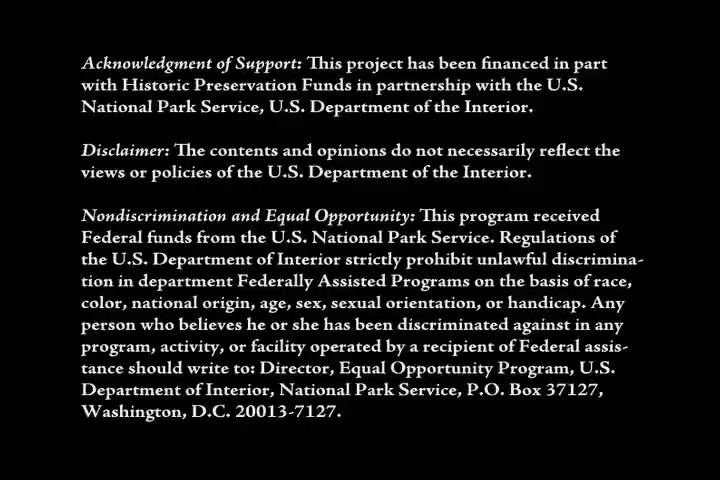 Acknowledgment of Support: This project has been financed in part
with Historic Preservation Funds in partnership with the U.S.
National Park Service, U.S. Department of the Interior.
Disclaimer: The contents and opinions do not necessarily reflect the
views or policies of the U.S. Department of the Interior.
Nondiscrimination and Equal Opportunity: This program received
Federal funds from the U.S. National Park Service. Regulations of
the U.S. Department of Interior strictly prohibit unlawful discrimina-
tion in department Federally Assisted Programs on the basis of race,
color, national origin, age, sex, sexual orientation, or handicap. Any
person who believes he or she has been discriminated against in any
program, activity, or facility operated by a recipient of Federal assis-
tance should write to: Director, Equal Opportunity Program, U.S.
Department of Interior, National Park Service, P.O. Box 37127,
Washington, D.C. 20013-7127.